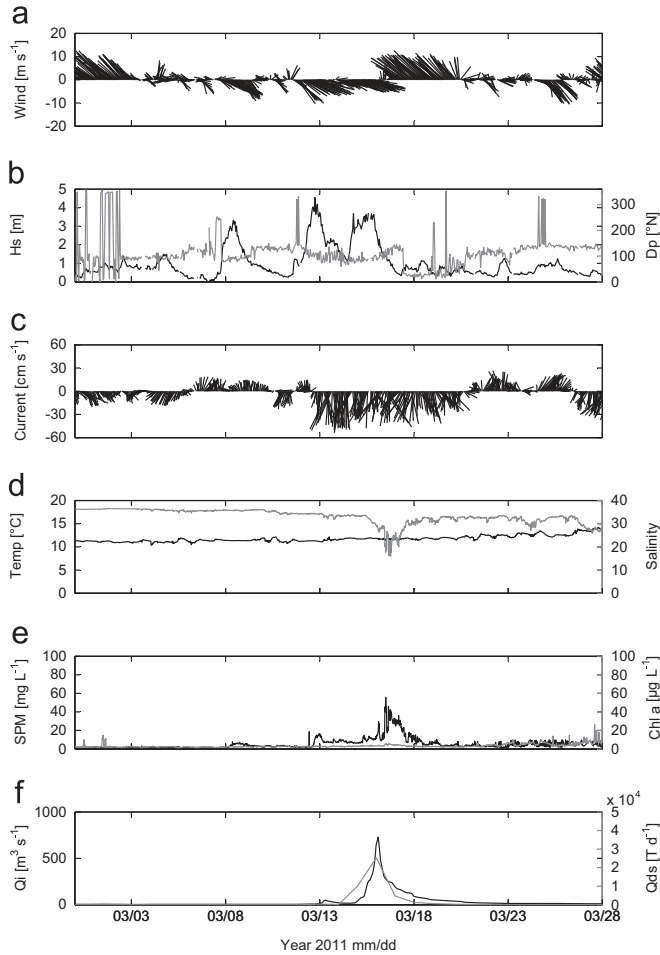 a
20
10
0
-10
-20
Wind [m s⁻¹]
b
5
4
3
2
1
0
Hs [m]
300
200
100
0
Dp [°N]
c
60
30
0
-30
-60
Current [cm s⁻¹]
d
20
15
10
5
0
Temp [°C]
40
30
20
10
0
Salinity
e
100
80
60
40
20
0
SPM [mg L⁻¹]
100
80
60
40
20
0
Chl a [µg L⁻¹]
f
1000
500
0
Qi [m³ s⁻¹]
x 10⁴
5
4
3
2
1
0
Qds [T d⁻¹]
03/03 03/08 03/13 03/18 03/23 03/28
Year 2011 mm/dd